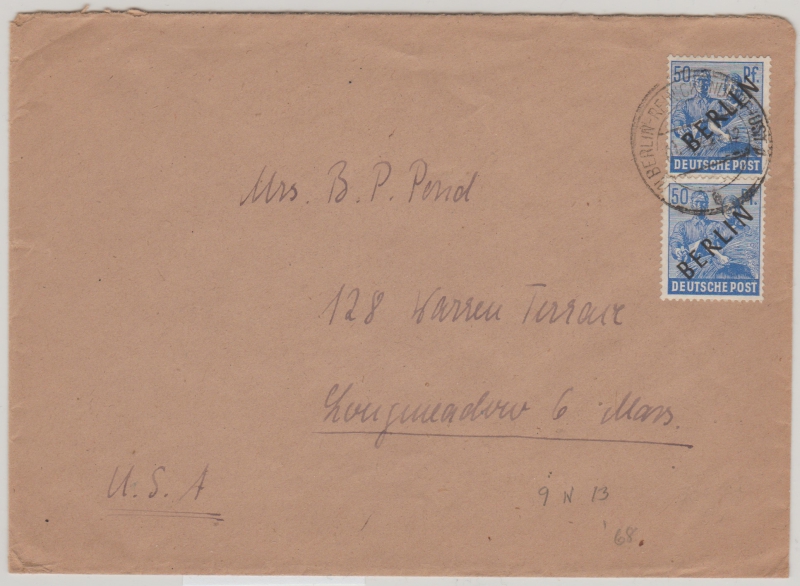 50 Pf.
BERLIN
DEUTSCHE POST
50 Pf.
BERLIN
DEUTSCHE POST
BERLIN-
Mrs. B. P. Pond
128 Warren Terrace
Longmeadow 6 Mass.
U.S.A
9 N 13
68.